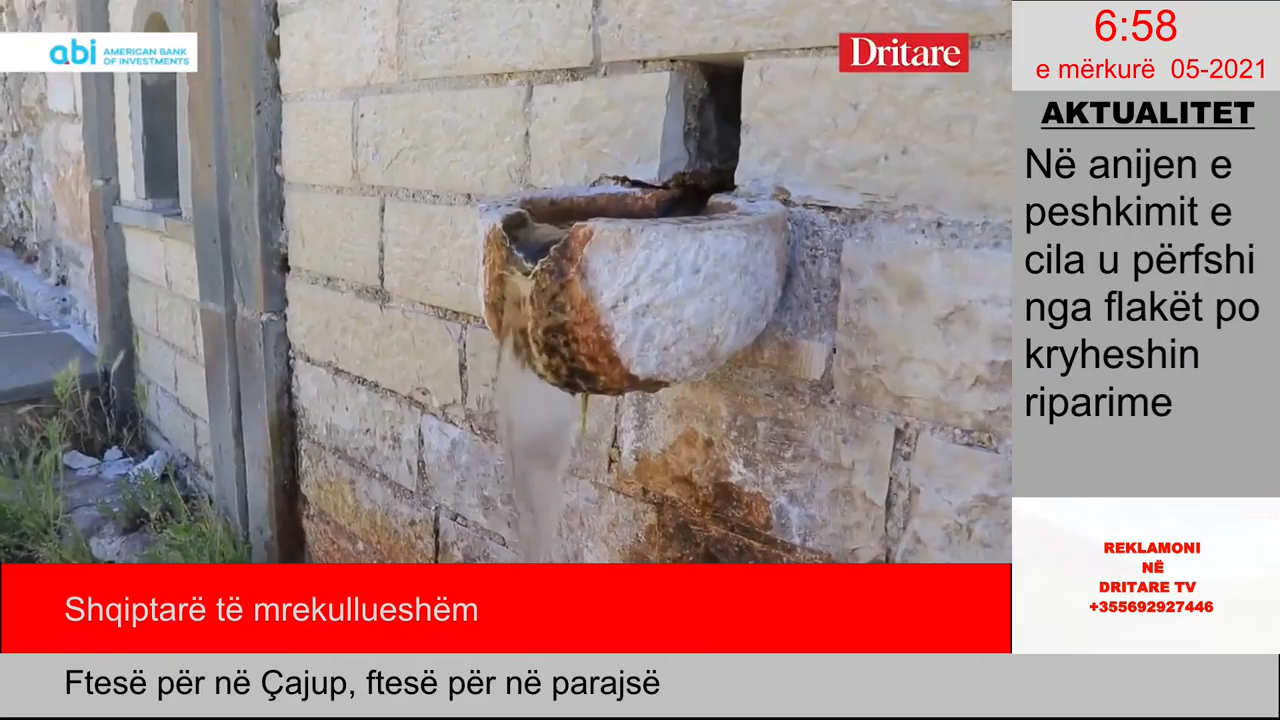 abi AMERICAN BANK
OF INVESTMENTS
Dritare
6:58
e mërkurë 05-2021
AKTUALITET
Në anijen e
peshkimit e
cila u përfshi
nga flakët po
kryheshin
riparime
REKLAMONI
NË
DRITARE TV
+355692927446
Shqiptarë të mrekullueshëm
Ftesë për në Çajup, ftesë për në parajsë